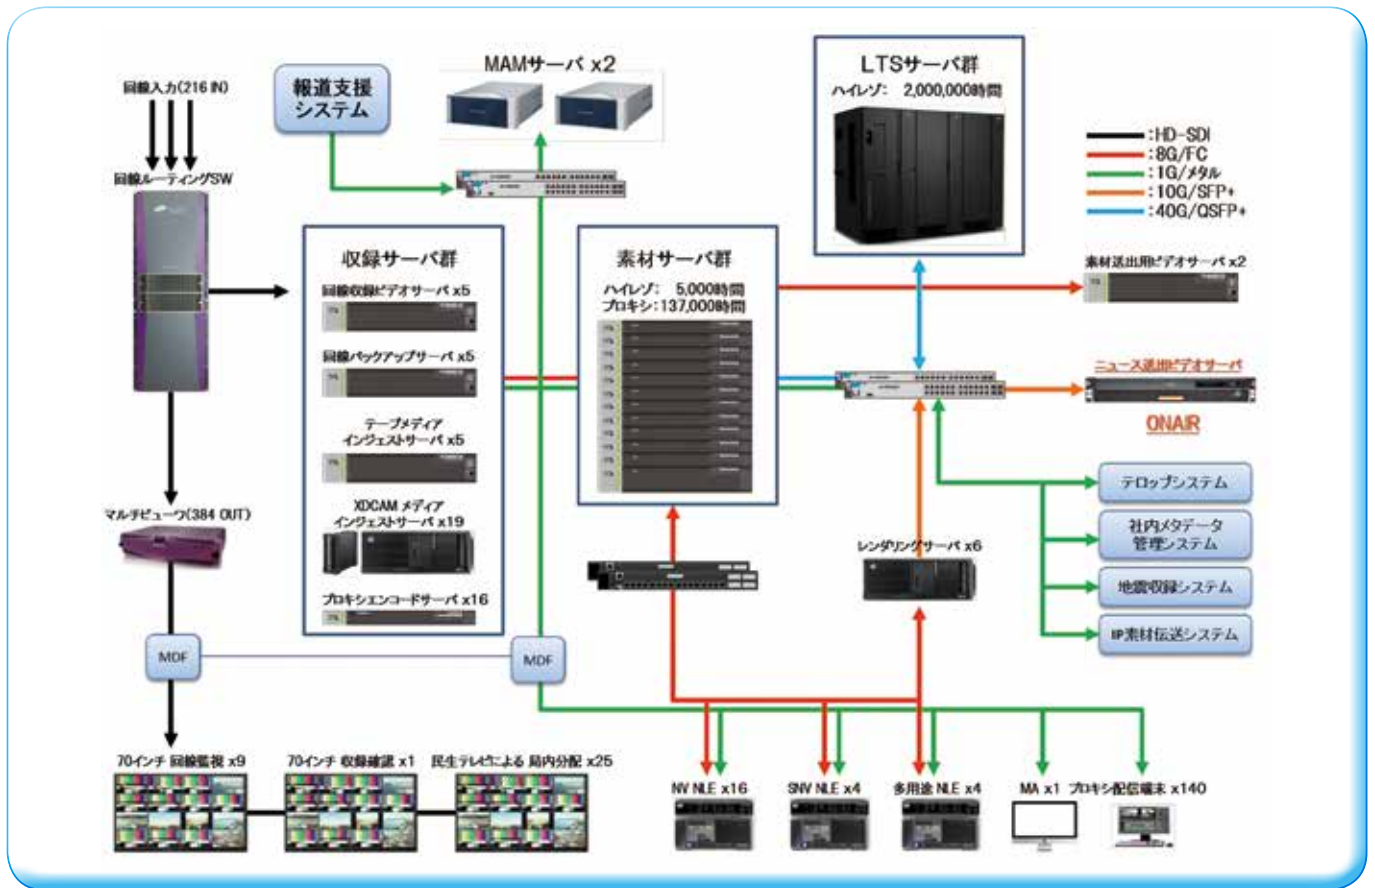 回線入力(216 IN)
報道支援
システム
MAMサーバ x2
LTSサーバ群
ハイレゾ: 2,000,000時間
:HD-SDI
:8G/FC
:1G/メタル
:10G/SFP+
:40G/QSFP+
回線ルーティングSW
収録サーバ群
回線収録ビデオサーバ x5
回線バックアップサーバ x5
テープメディア
インジェストサーバ x5
XDCAM メディア
インジェストサーバ x19
プロキシエンコードサーバ x16
素材サーバ群
ハイレゾ: 5,000時間
プロキシ:137,000時間
素材送出用ビデオサーバ x2
ニュース送出ビデオサーバ
ONAIR
テロップシステム
社内メタデータ
管理システム
地震収録システム
IP素材伝送システム
レンダリングサーバ x6
マルチビューワ(384 OUT)
MDF
MDF
70インチ 回線監視 x9
70インチ 収録確認 x1
民生テレビによる 局内分配 x25
NV NLE x16
SNV NLE x4
多用途 NLE x4
MA x1
プロキシ配信端末 x140